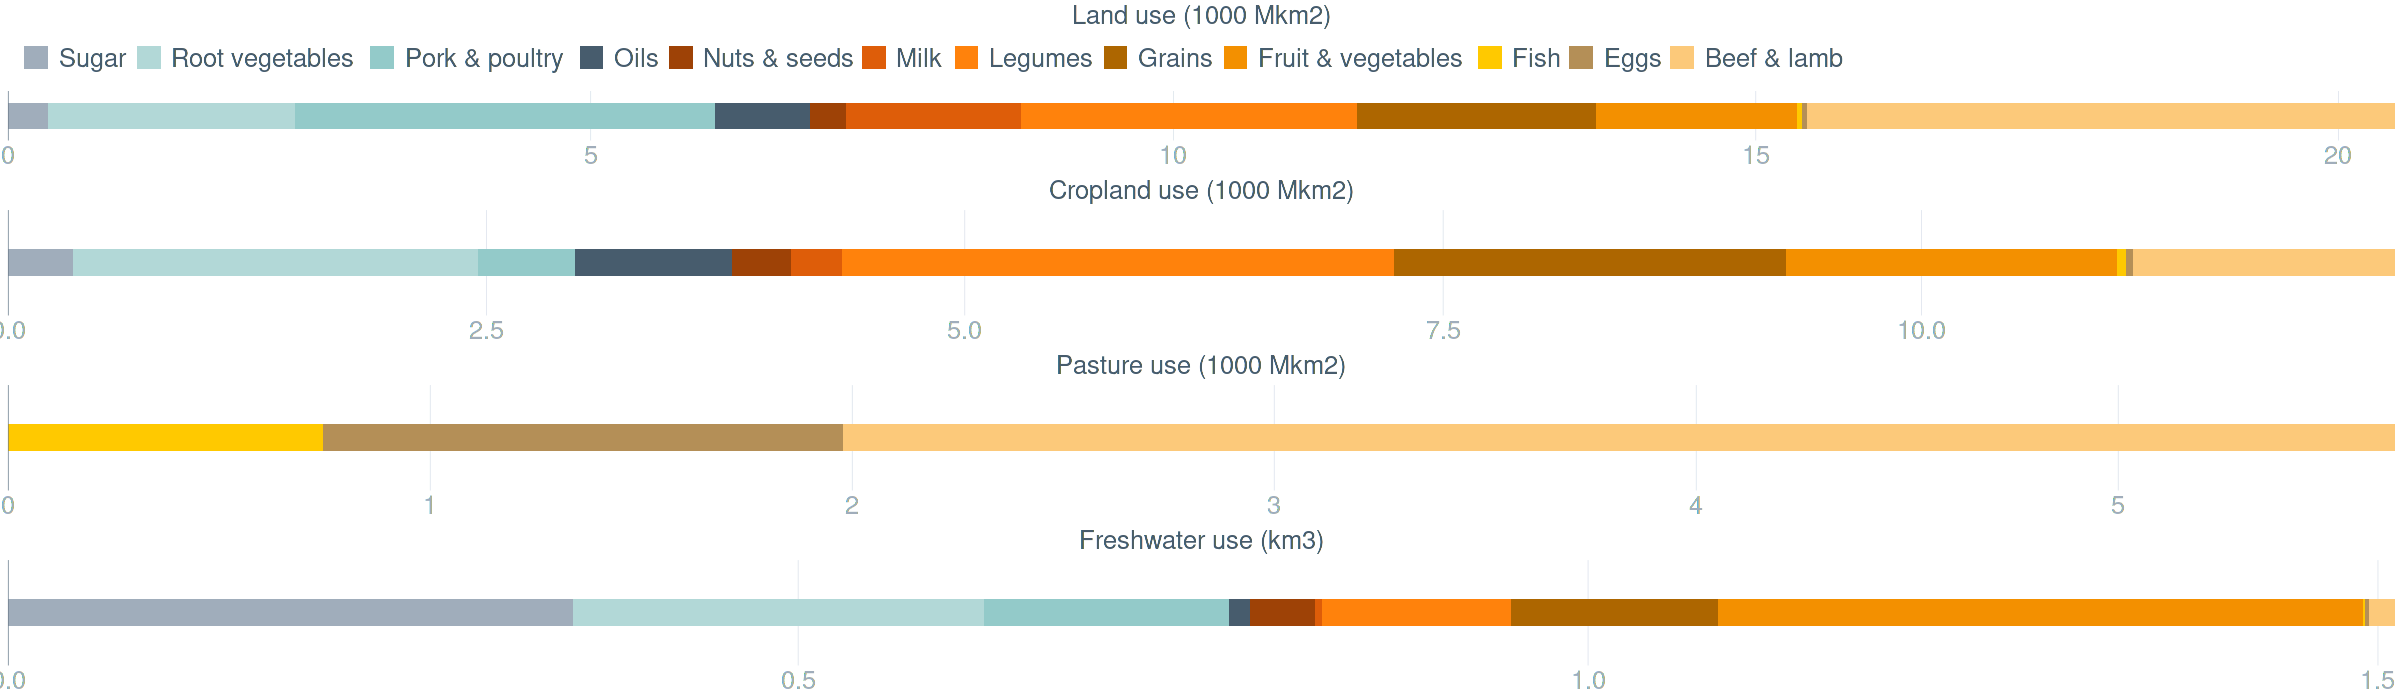 Land use (1000 Mkm2)
Sugar Root vegetables Pork & poultry Oils Nuts & seeds Milk Legumes Grains Fruit & vegetables Fish Eggs Beef & lamb
0 5 10 15 20
Cropland use (1000 Mkm2)
0.0 2.5 5.0 7.5 10.0
Pasture use (1000 Mkm2)
0 1 2 3 4 5
Freshwater use (km3)
0.0 0.5 1.0 1.5